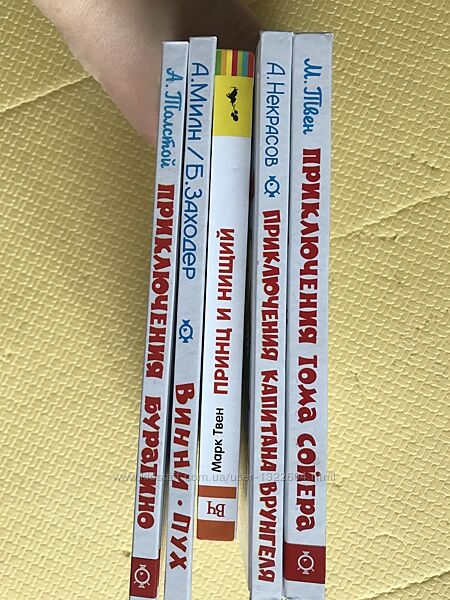 А. Толстой ПРИКЛЮЧЕНИЯ БУРАТИНО
А. Милн / Б. Заходер ВИННИ-ПУХ
Марк Твен ПРИНЦ И НИЩИЙ ВЧ
А. Некрасов ПРИКЛЮЧЕНИЯ КАПИТАНА ВРУНГЕЛЯ
М. Твен ПРИКЛЮЧЕНИЯ ТОМА СОЙЕРА